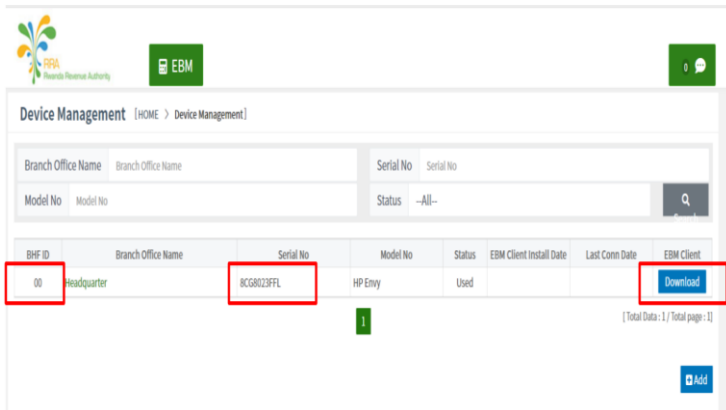 RRA
Rwanda Revenue Authority
EBM
0
Device Management [HOME > Device Management]
Branch Office Name Branch Office Name Serial No Serial No
Model No Model No Status --All--
BHF ID Branch Office Name Serial No Model No Status EBM Client Install Date Last Conn Date EBM Client
00 Headquarter 8CG8023FFL HP Envy Used Download
1 [Total Data : 1 / Total page : 1]
Add